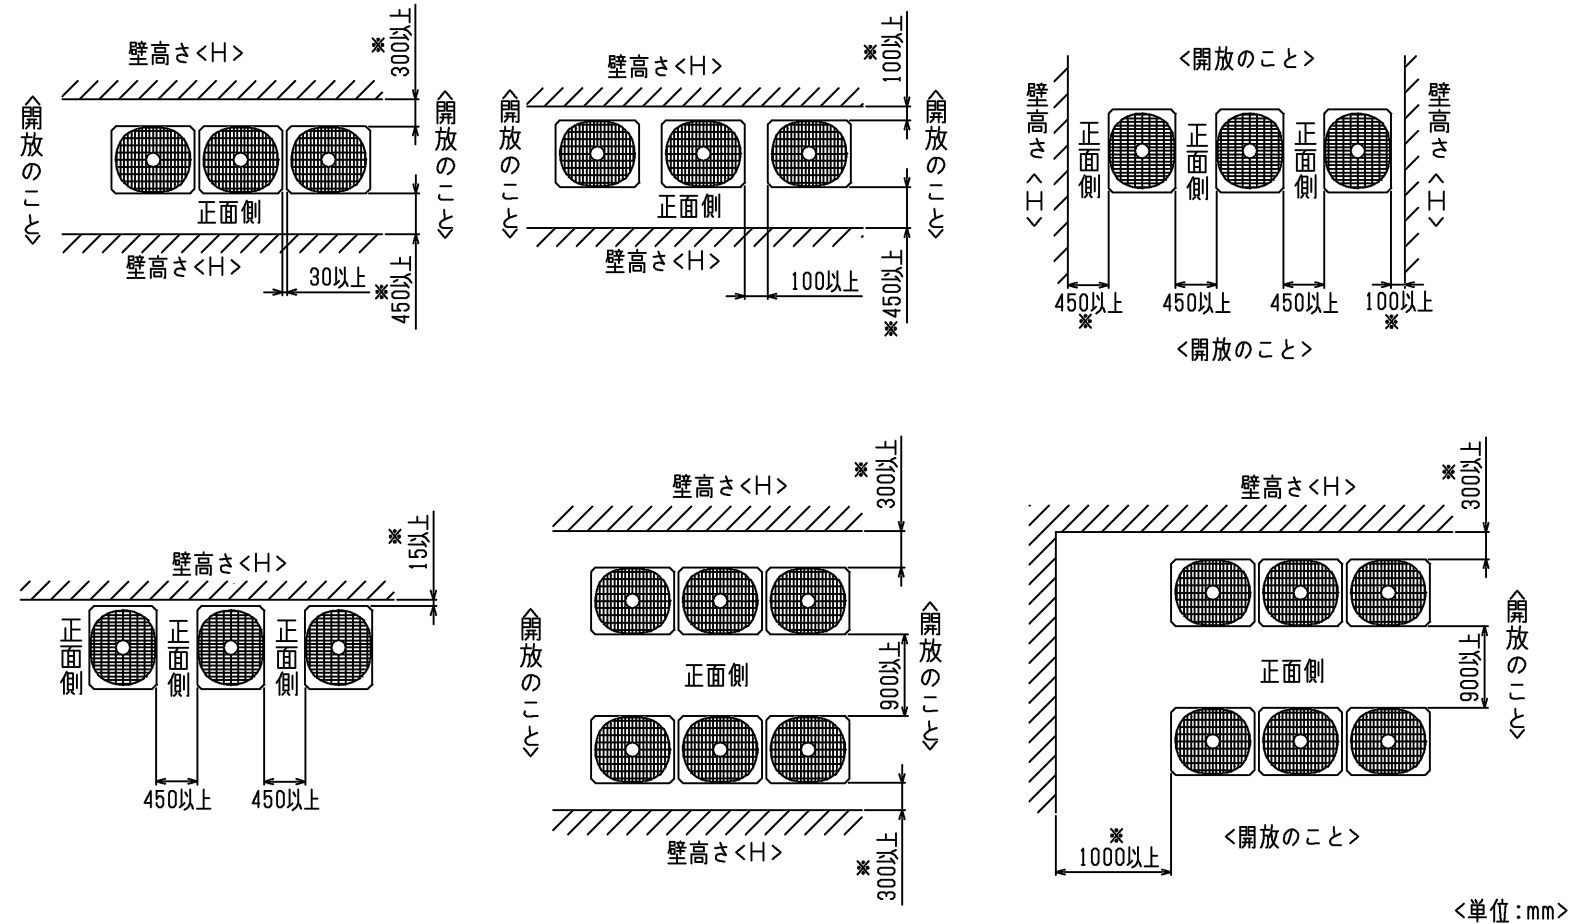 壁高さ<H>
※
300以上
<開放のこと>
<開放のこと>
正面側
壁高さ<H>
30以上
※
450以上
壁高さ<H>
※
100以上
<開放のこと>
<開放のこと>
正面側
壁高さ<H>
100以上
※450以上
<開放のこと>
壁高さ<H>
正面側
正面側
正面側
壁高さ<H>
450以上
※
450以上
450以上
100以上
※
<開放のこと>
壁高さ<H>
※
15以上
正面側
正面側
正面側
450以上
450以上
壁高さ<H>
※
300以上
<開放のこと>
正面側
900以上
<開放のこと>
壁高さ<H>
※
300以上
壁高さ<H>
※
300以上
正面側
900以上
<開放のこと>
※
1000以上
<開放のこと>
<単位:mm>